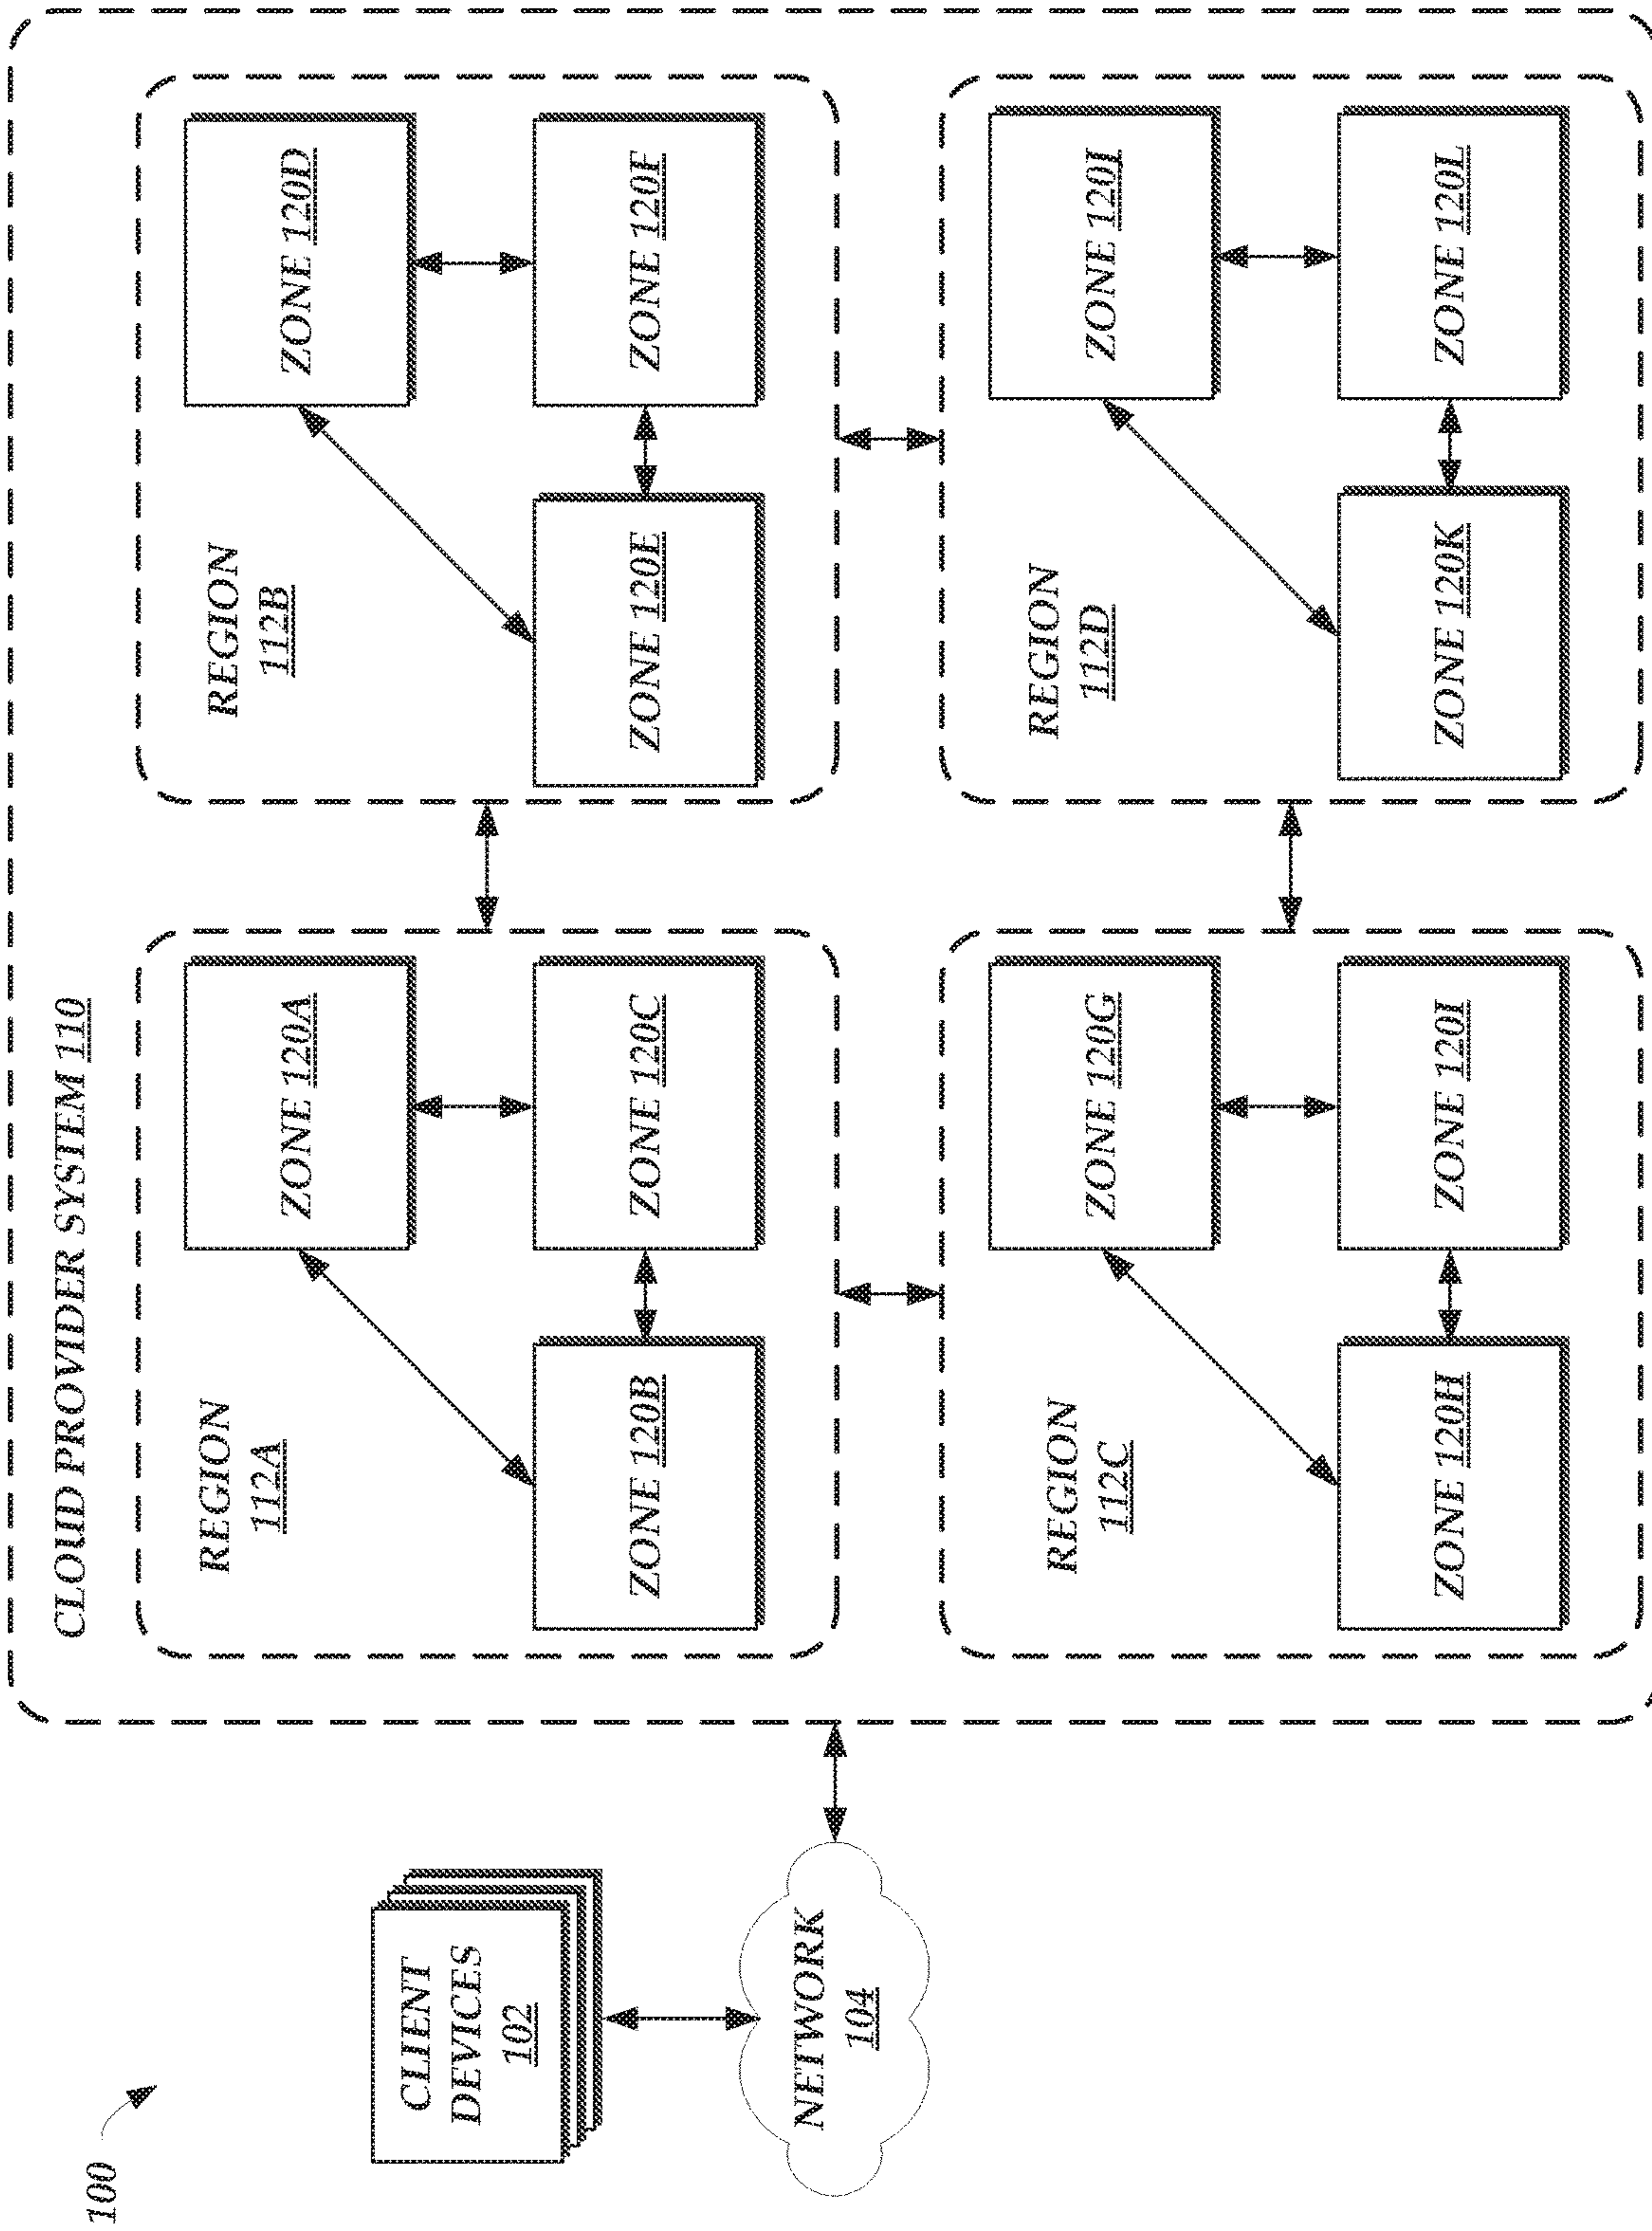 100
CLOUD PROVIDER SYSTEM 110
CLIENT
DEVICES
102
NETWORK
104
REGION
112A
ZONE 120A
ZONE 120B
ZONE 120C
REGION
112B
ZONE 120D
ZONE 120E
ZONE 120F
REGION
112C
ZONE 120G
ZONE 120H
ZONE 120I
REGION
112D
ZONE 120J
ZONE 120K
ZONE 120L